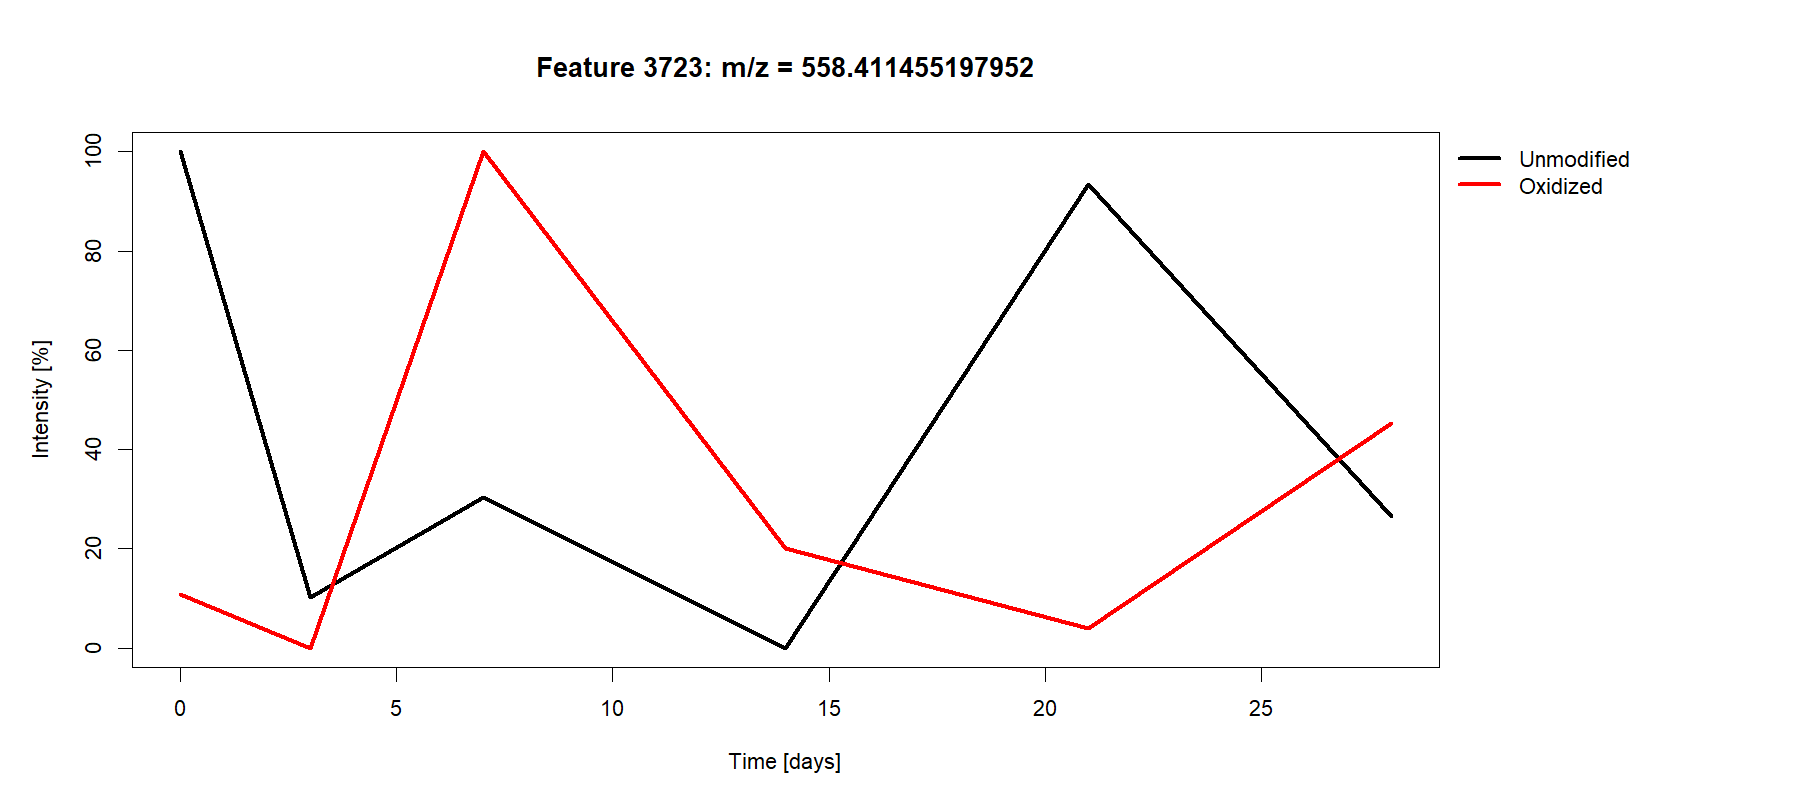 Feature 3723: m/z = 558.411455197952
Unmodified
Oxidized
Intensity [%]
100
80
60
40
20
0
0 5 10 15 20 25
Time [days]